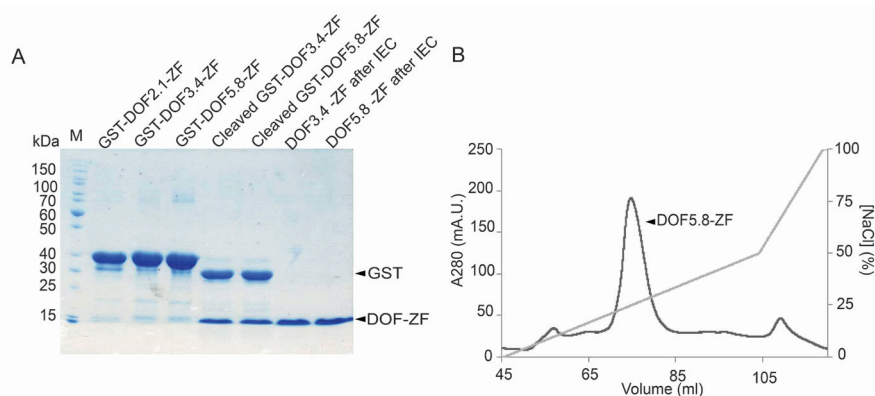 A
kDa
M
GST-DOF2.1-ZF
GST-DOF3.4-ZF
GST-DOF5.8-ZF
Cleaved GST-DOF3.4-ZF
Cleaved GST-DOF5.8-ZF
DOF3.4 -ZF after IEC
DOF5.8 -ZF after IEC
150
100
70
60
50
40
30
25
15
GST
DOF-ZF
B
A280 (mA.U.)
250
200
150
100
50
0
DOF5.8-ZF
100
75
50
25
0
[NaCl] (%)
45
65
85
105
Volume (ml)